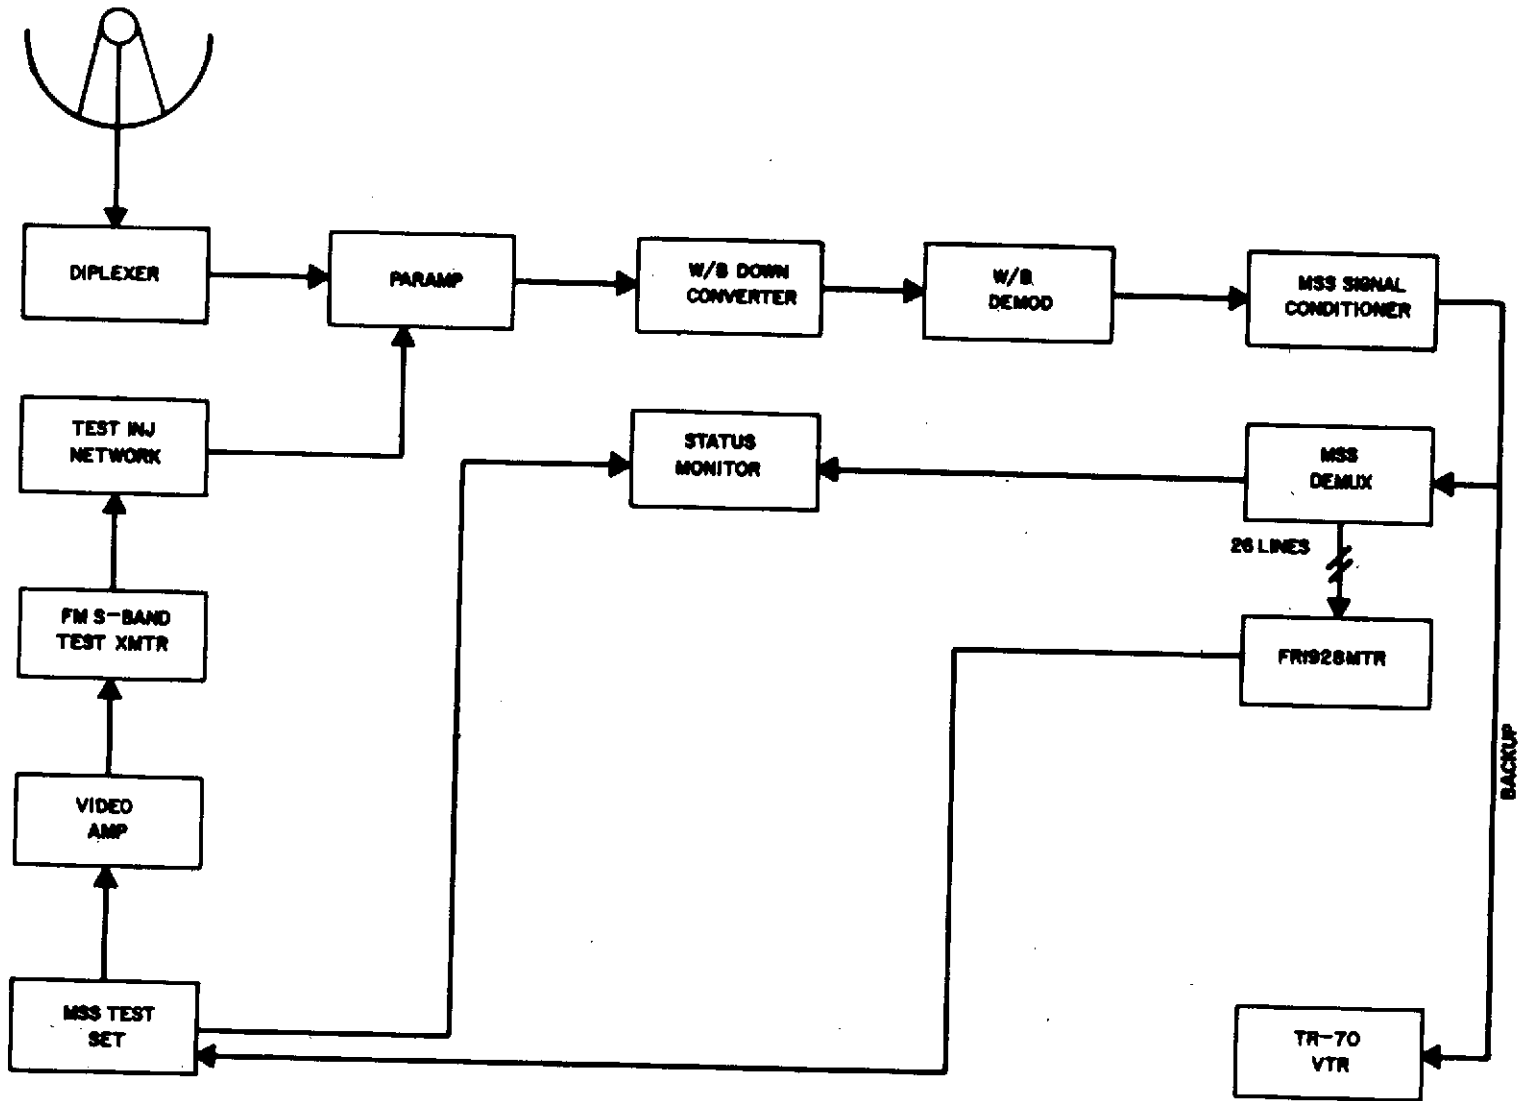 DIPLEXER
PARAMP
W/B DOWN
CONVERTER
W/B
DEMOD
MSS SIGNAL
CONDITIONER
TEST INJ
NETWORK
STATUS
MONITOR
MSS
DEMUX
26 LINES
FM S-BAND
TEST XMTR
FR1928MTR
BACKUP
VIDEO
AMP
MSS TEST
SET
TR-70
VTR